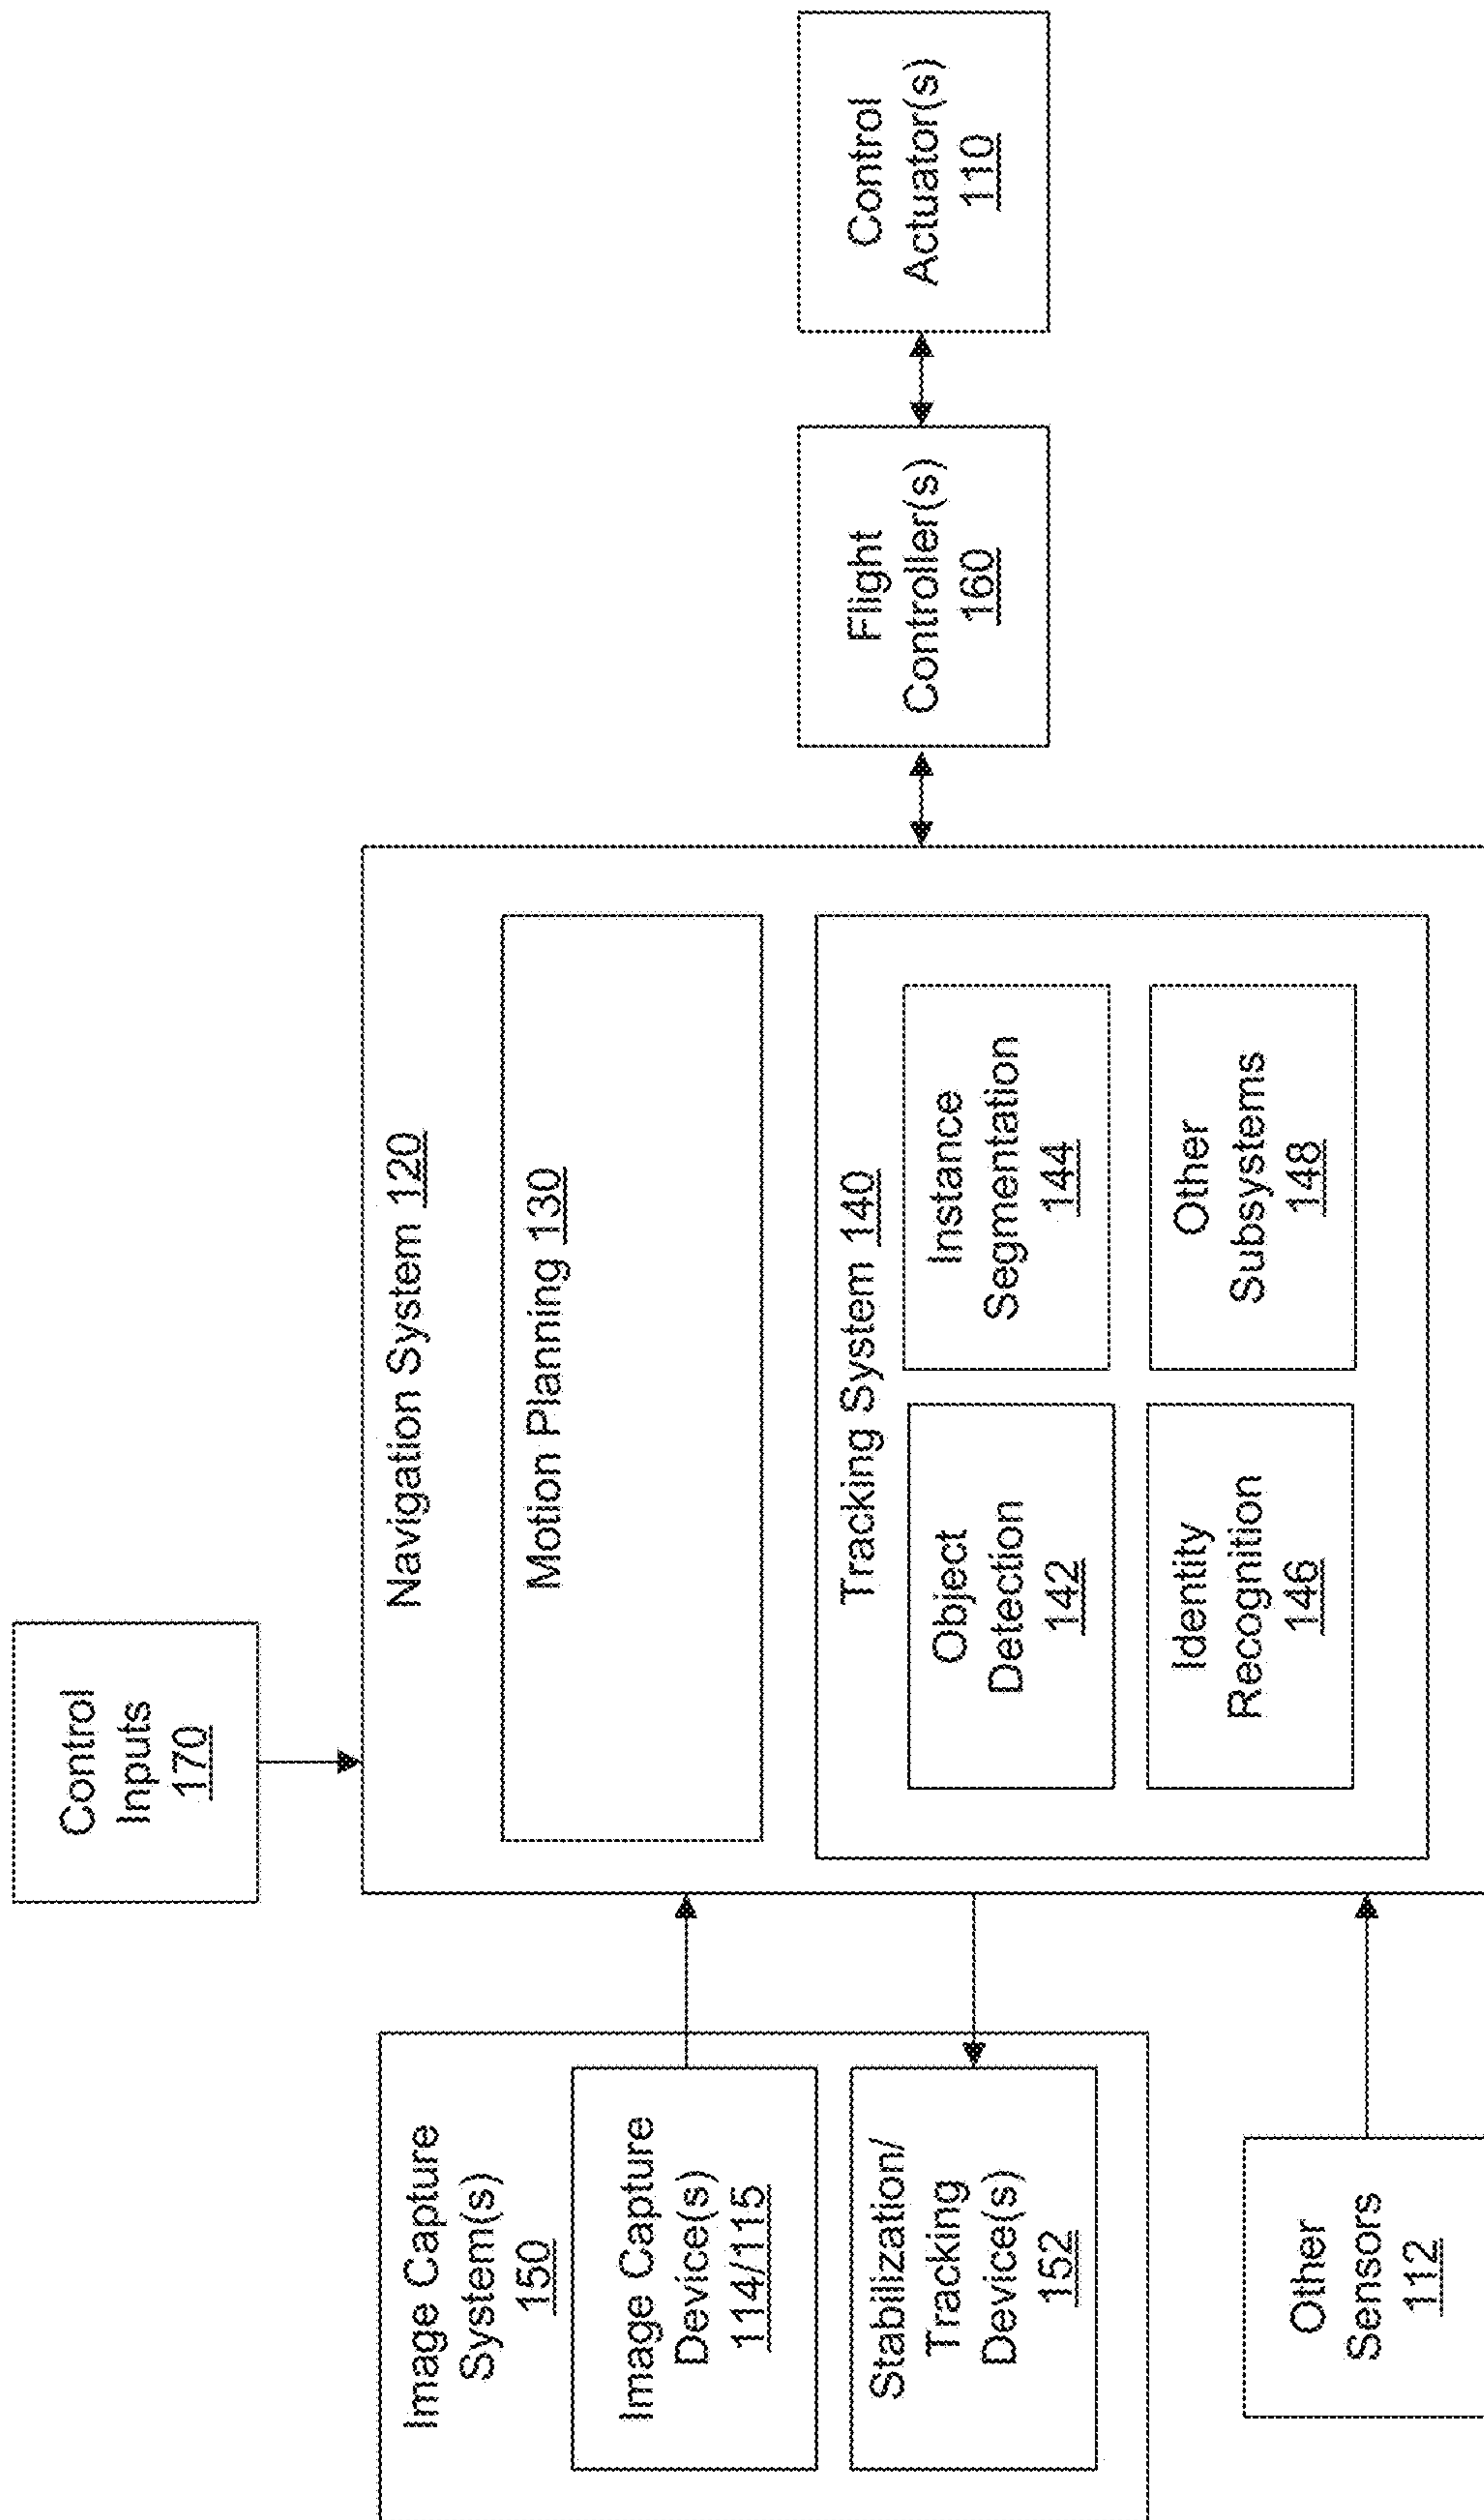 Control
Inputs
170
Image Capture
System(s)
150
Image Capture
Device(s)
114/115
Stabilization/
Tracking
Device(s)
152
Other
Sensors
112
Navigation System 120
Motion Planning 130
Tracking System 140
Object
Detection
142
Instance
Segmentation
144
Identity
Recognition
146
Other
Subsystems
148
Flight
Controller(s)
160
Control
Actuator(s)
110